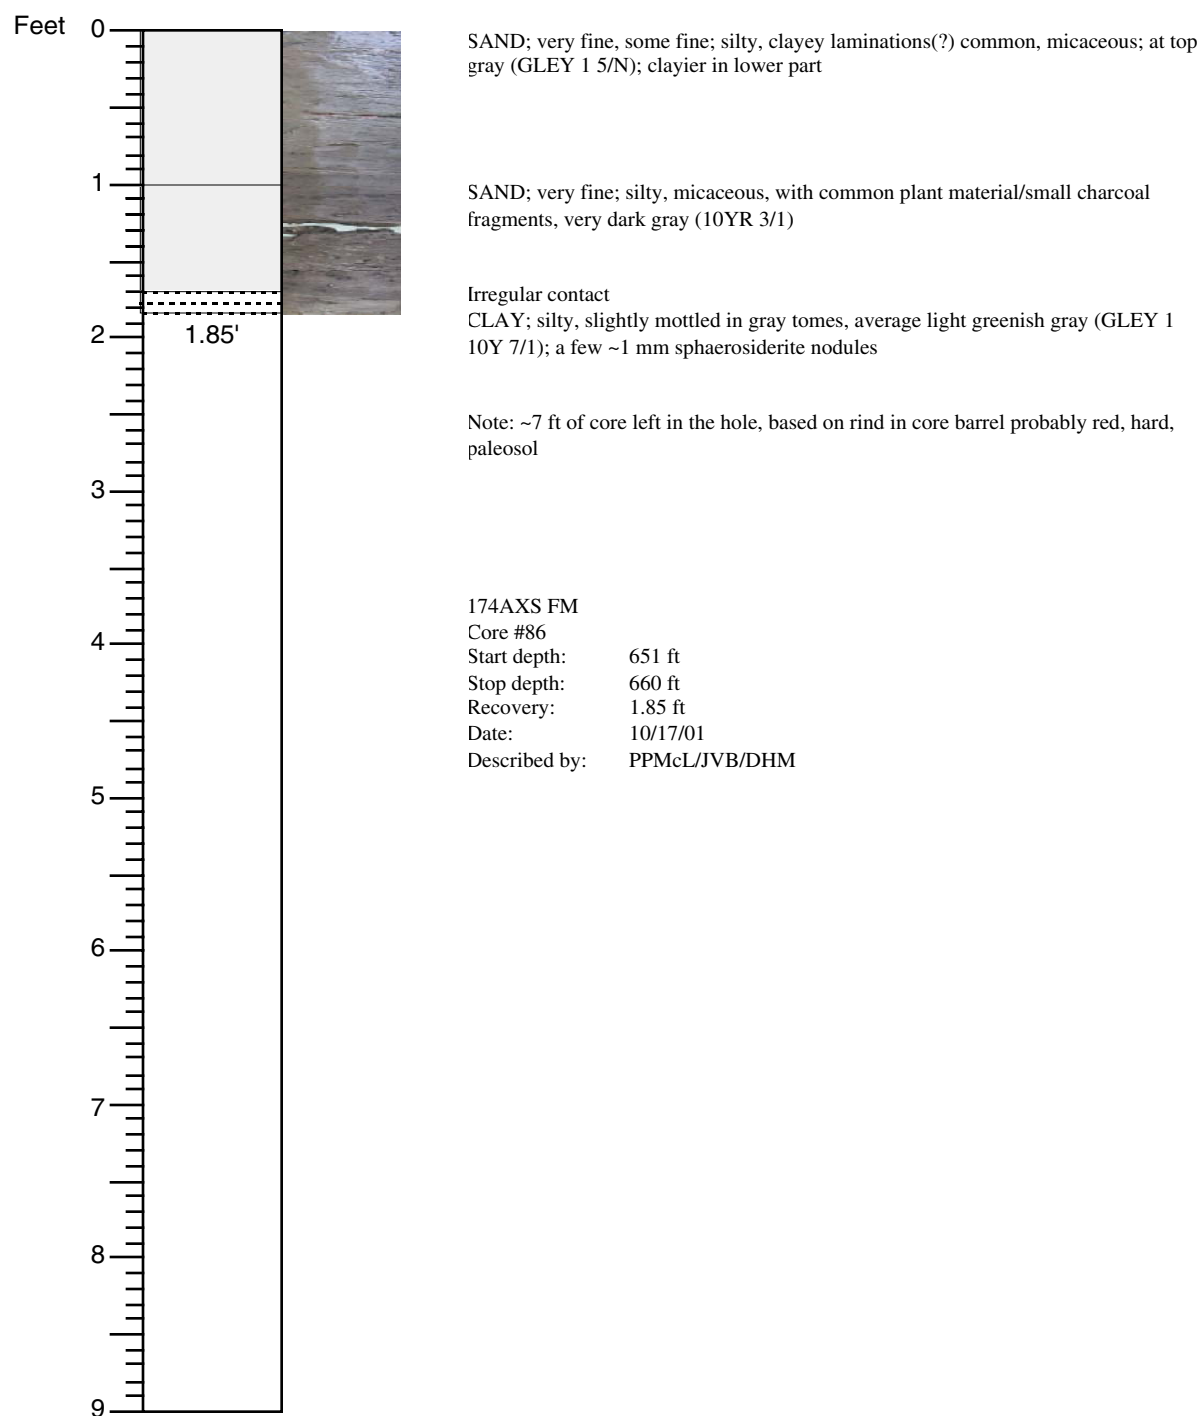 Feet
0
SAND; very fine, some fine; silty, clayey laminations(?) common, micaceous; at top
gray (GLEY 1 5/N); clayier in lower part
1
SAND; very fine; silty, micaceous, with common plant material/small charcoal
fragments, very dark gray (10YR 3/1)
Irregular contact
CLAY; silty, slightly mottled in gray tomes, average light greenish gray (GLEY 1
10Y 7/1); a few ~1 mm sphaerosiderite nodules
2
1.85'
Note: ~7 ft of core left in the hole, based on rind in core barrel probably red, hard,
paleosol
3
174AXS FM
Core #86
4
Start depth: 651 ft
Stop depth: 660 ft
Recovery: 1.85 ft
Date: 10/17/01
Described by: PPMcL/JVB/DHM
5
6
7
8
9